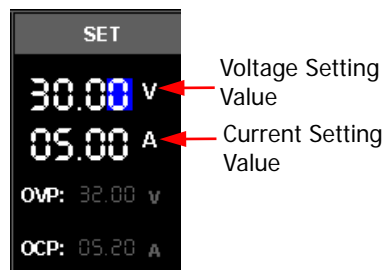 SET
30.00 V
05.00 A
OVP: 32.00 V
OCP: 05.20 A
Voltage Setting
Value
Current Setting
Value